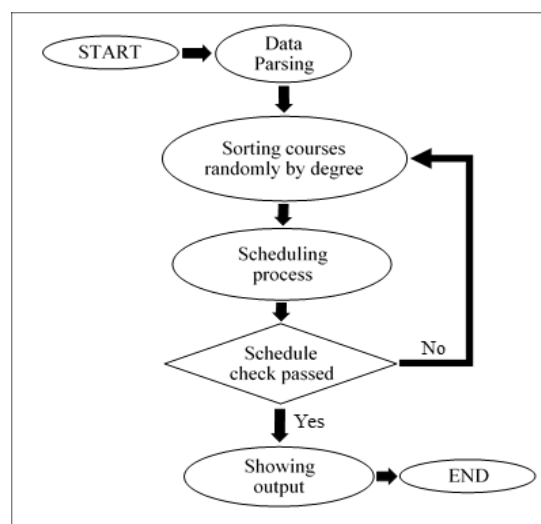 START
Data
Parsing
Sorting courses
randomly by degree
Scheduling
process
Schedule
check passed
No
Yes
Showing
output
END